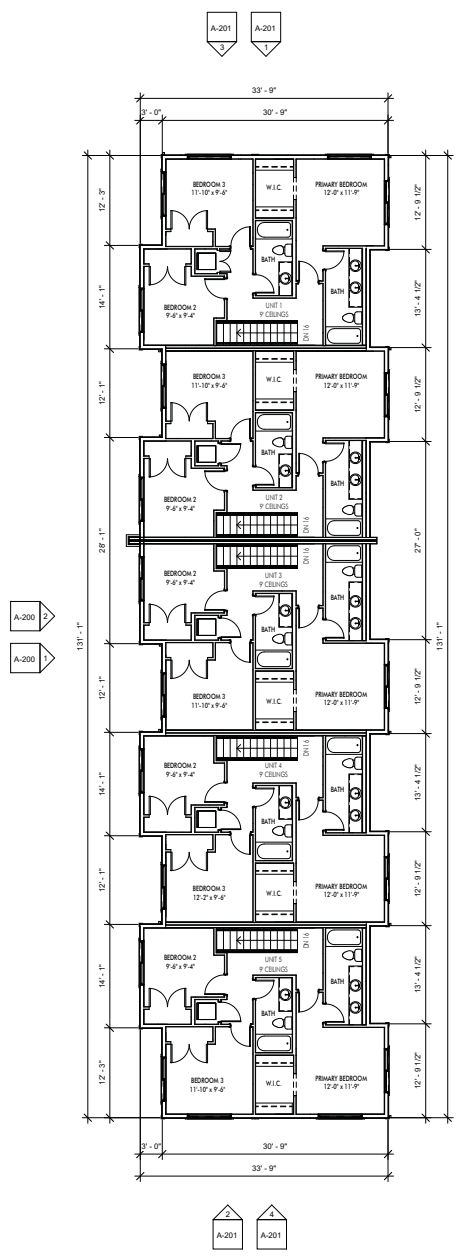 A-201
A-201
3
1
33' - 9"
3' - 0"
30' - 9"
131' - 1"
131' - 1"
12' - 3"
12' - 9 1/2"
BEDROOM 3
11'-10" x 9'-6"
W.I.C.
PRIMARY BEDROOM
12'-0" x 11'-9"
BATH
14' - 1"
13' - 4 1/2"
BEDROOM 2
9'-6" x 9'-4"
BATH
UNIT 1
9' CEILINGS
DN 16
12' - 1"
12' - 9 1/2"
BEDROOM 3
11'-10" x 9'-6"
W.I.C.
PRIMARY BEDROOM
12'-0" x 11'-9"
BATH
BATH
BEDROOM 2
9'-6" x 9'-4"
UNIT 2
9' CEILINGS
DN 16
28' - 1"
27' - 0"
DN 16
BEDROOM 2
9'-6" x 9'-4"
UNIT 3
9' CEILINGS
BATH
BATH
A-200
2
A-200
1
12' - 1"
12' - 9 1/2"
BEDROOM 3
11'-10" x 9'-6"
W.I.C.
PRIMARY BEDROOM
12'-0" x 11'-9"
DN 16
14' - 1"
13' - 4 1/2"
BEDROOM 2
9'-6" x 9'-4"
UNIT 4
9' CEILINGS
BATH
BATH
12' - 1"
12' - 9 1/2"
BEDROOM 3
12'-2" x 9'-6"
W.I.C.
PRIMARY BEDROOM
12'-0" x 11'-9"
DN 16
14' - 1"
13' - 4 1/2"
BEDROOM 2
9'-6" x 9'-4"
UNIT 5
9' CEILINGS
BATH
BATH
12' - 3"
12' - 9 1/2"
BEDROOM 3
11'-10" x 9'-6"
W.I.C.
PRIMARY BEDROOM
12'-0" x 11'-9"
3' - 0"
30' - 9"
33' - 9"
2
4
A-201
A-201